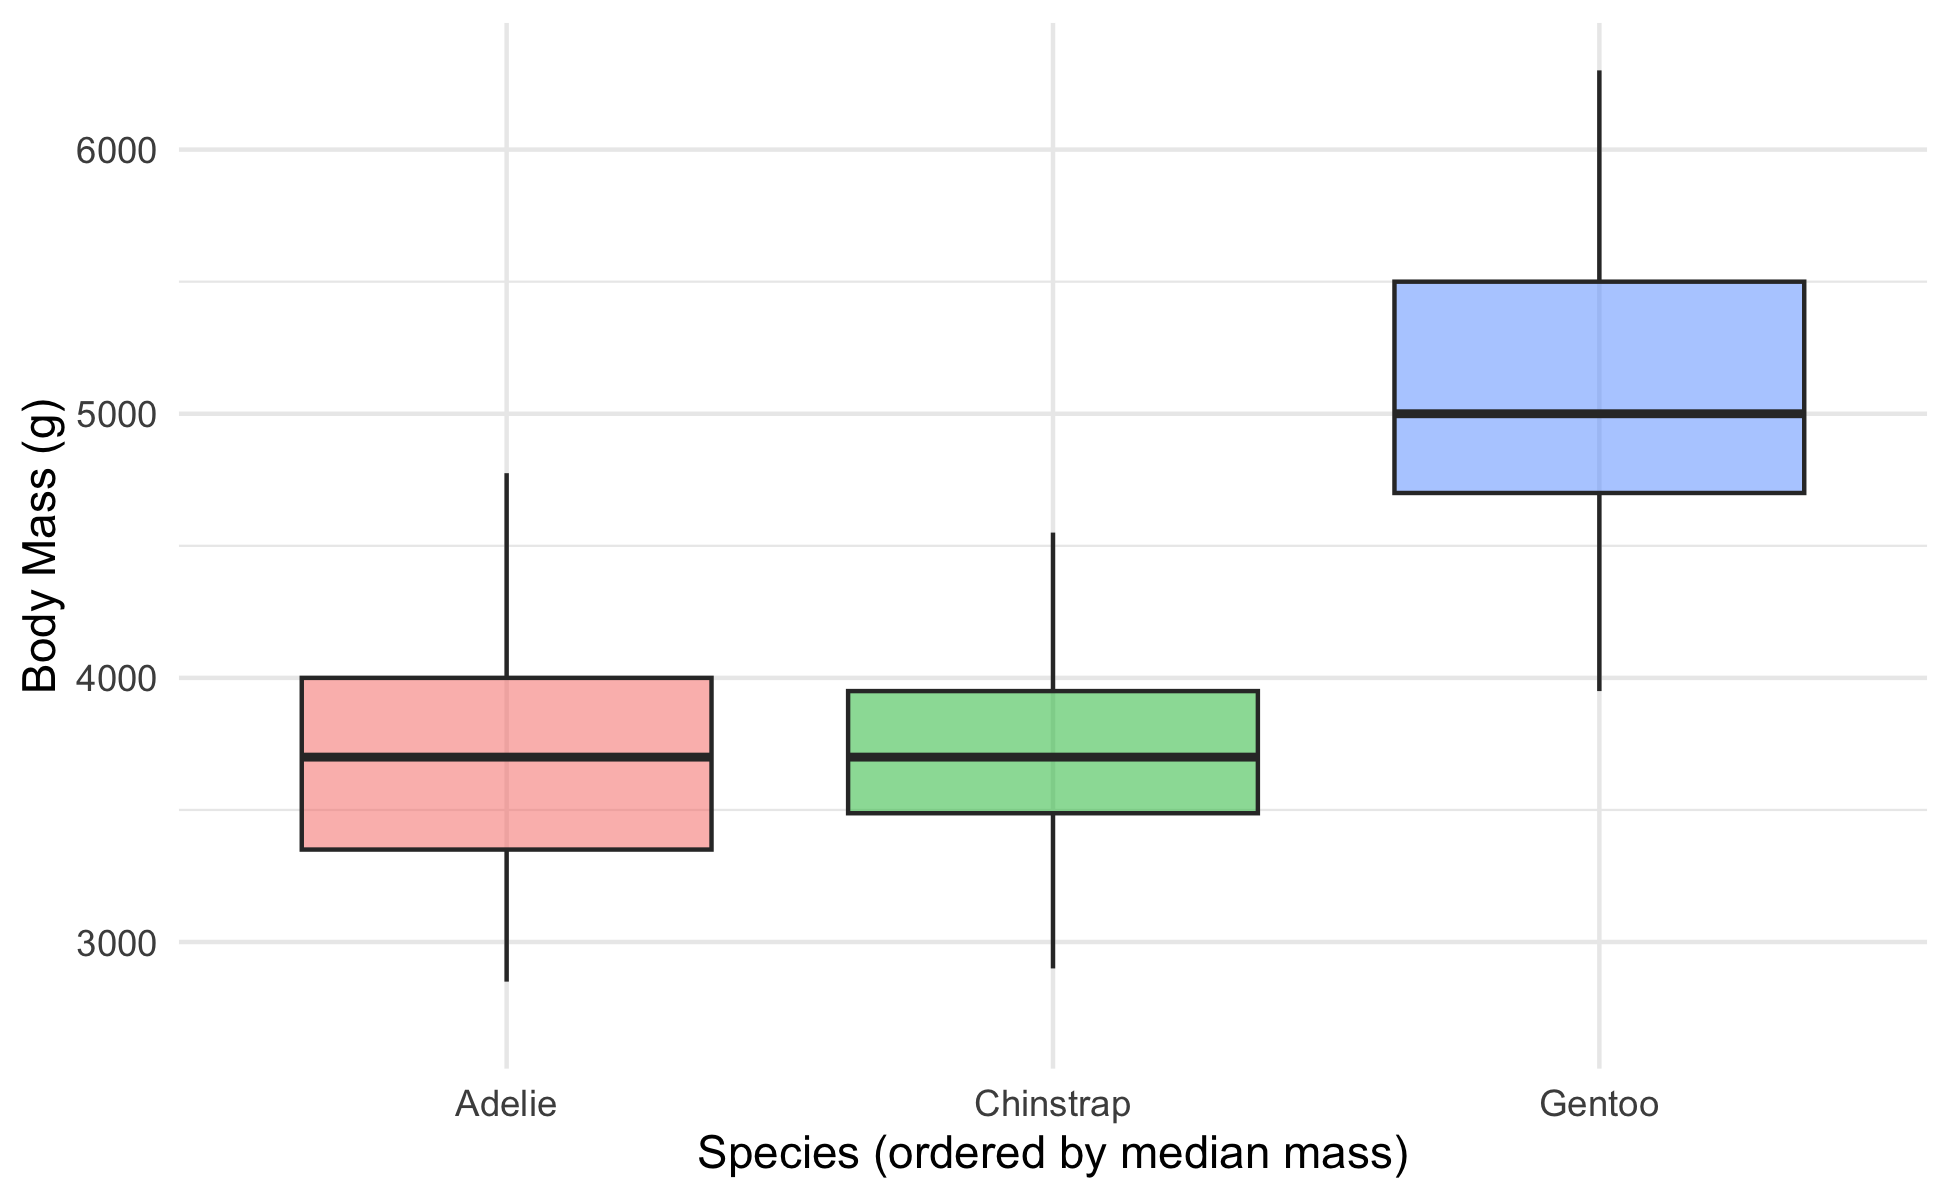 Body Mass (g)
6000
5000
4000
3000
Adelie
Chinstrap
Gentoo
Species (ordered by median mass)